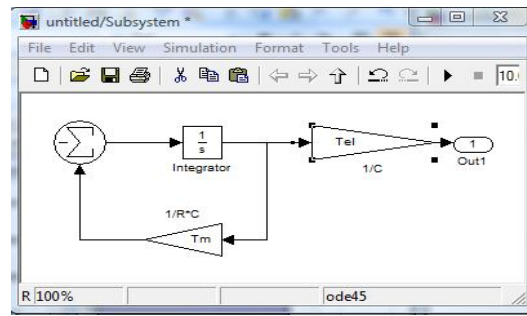 untitled/Subsystem *
File Edit View Simulation Format Tools Help
10.
1
s
Integrator
Tel
1/C
1
Out1
1/R*C
Tm
R 100% ode45